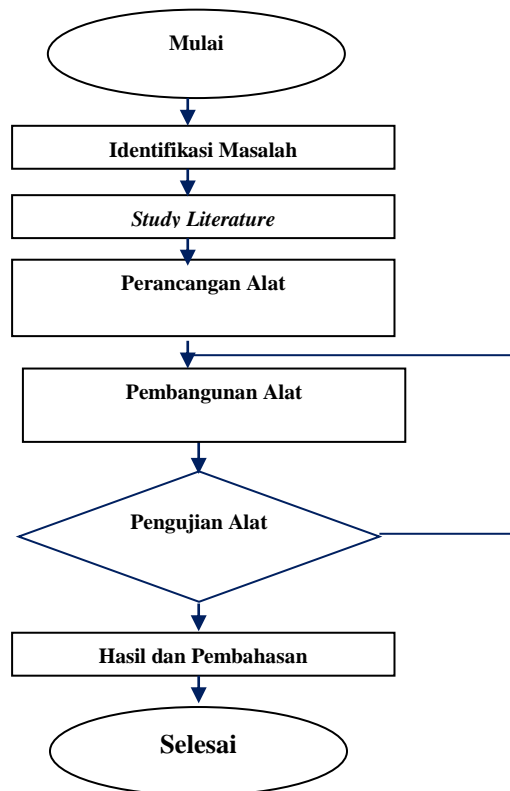 Mulai
Identifikasi Masalah
Study Literature
Perancangan Alat
Pembangunan Alat
Pengujian Alat
Hasil dan Pembahasan
Selesai